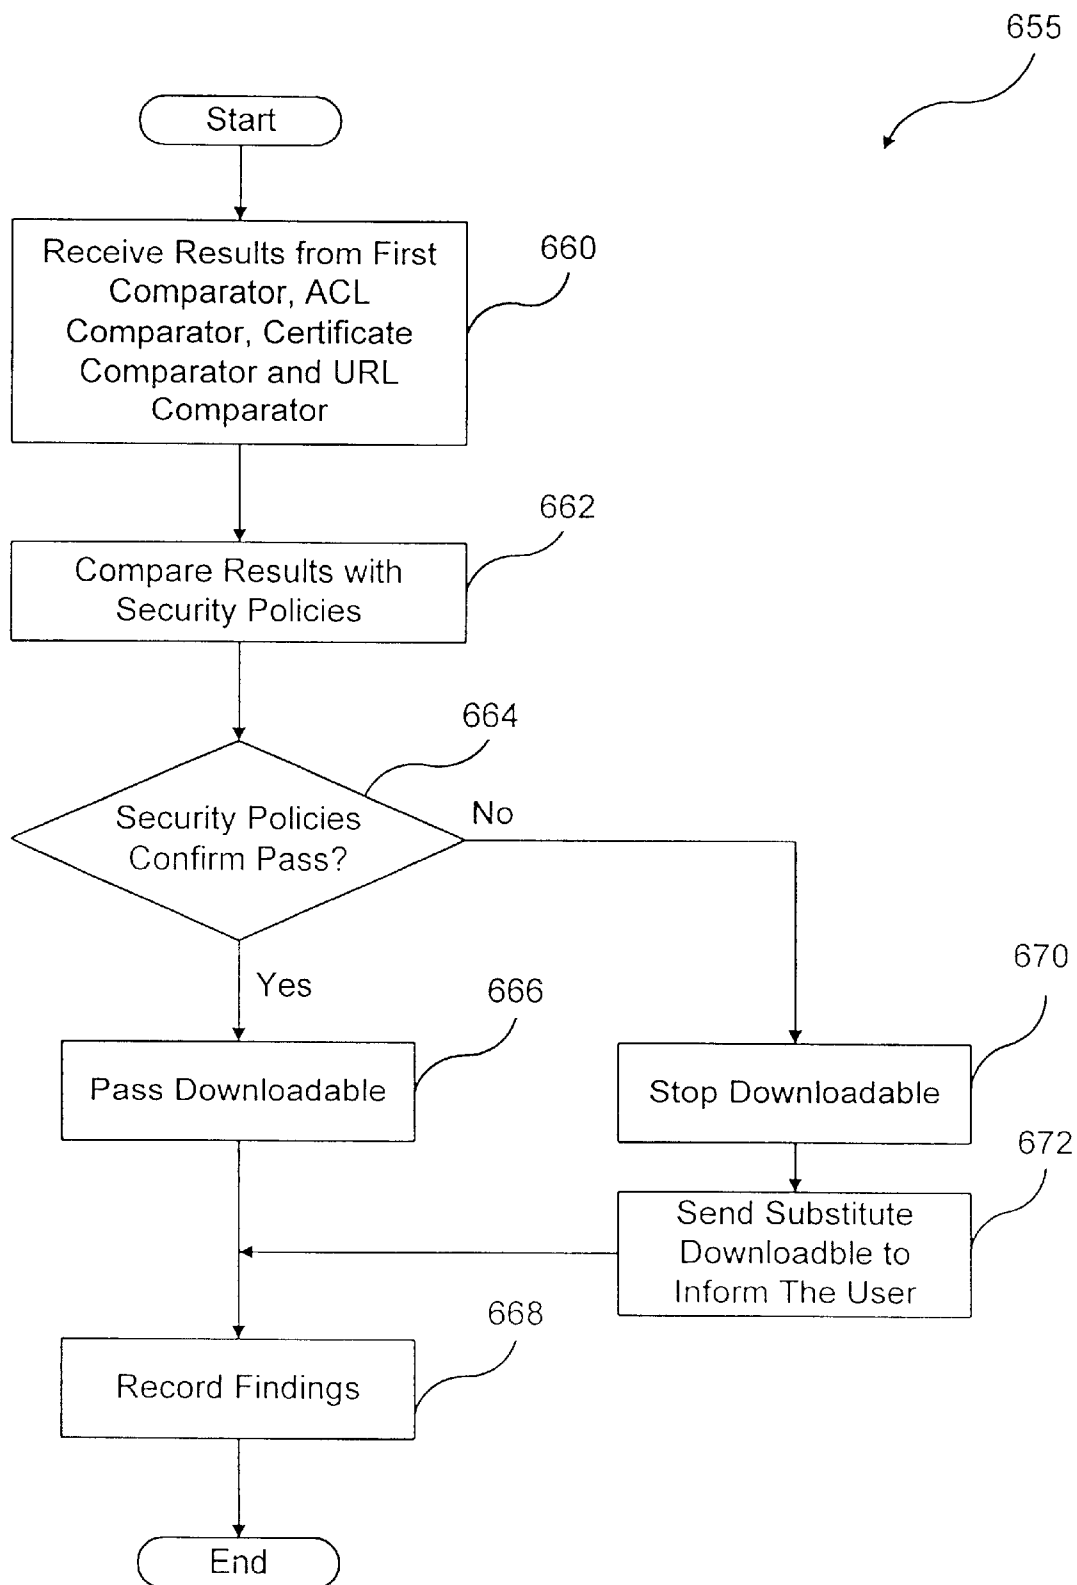 655
Start
Receive Results from First
Comparator, ACL
Comparator, Certificate
Comparator and URL
Comparator
660
662
Compare Results with
Security Policies
664
Security Policies
Confirm Pass?
No
Yes
666
Pass Downloadable
670
Stop Downloadable
672
Send Substitute
Downloadble to
Inform The User
668
Record Findings
End